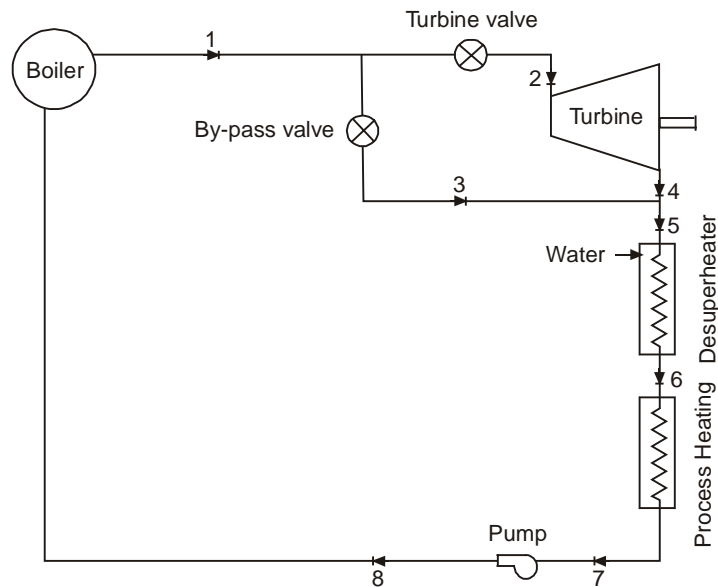 Turbine valve
1
Boiler
2
Turbine
By-pass valve
3
4
5
Water
Desuperheater
6
Process Heating
Pump
8
7